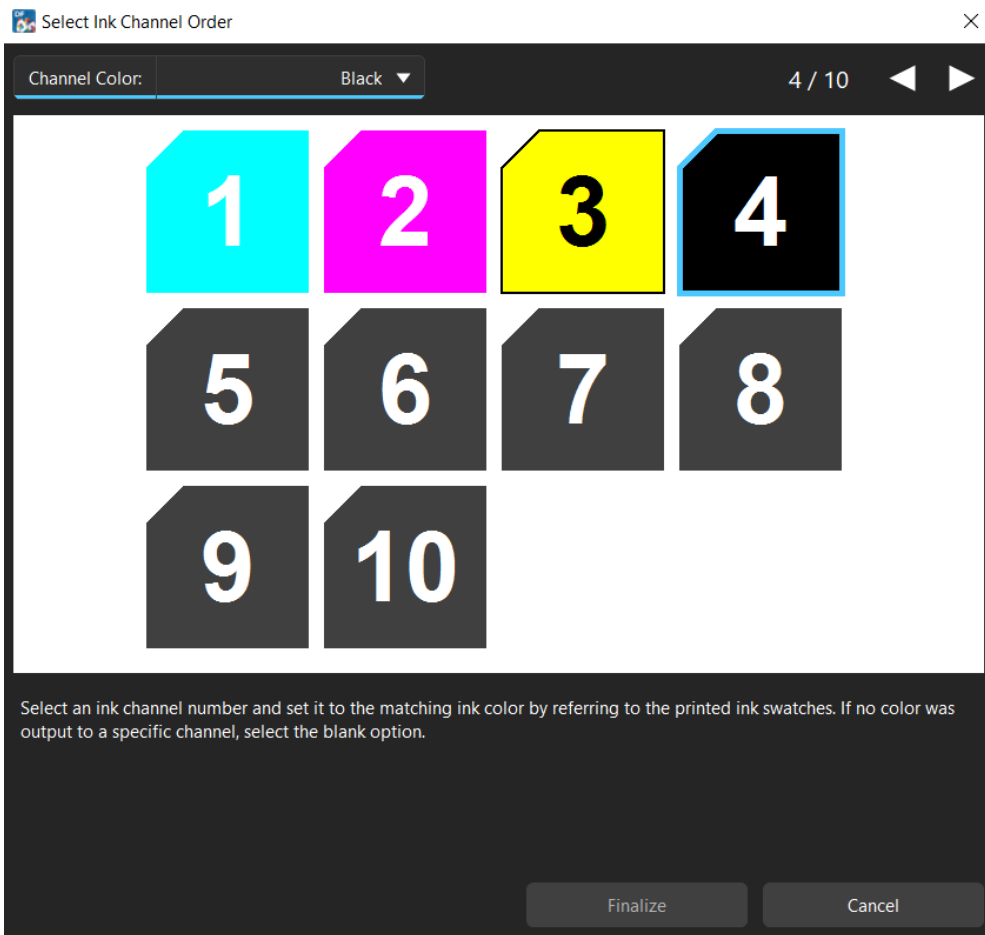 Select Ink Channel Order
Channel Color: Black
4 / 10
1 2 3 4
5 6 7 8
9 10
Select an ink channel number and set it to the matching ink color by referring to the printed ink swatches. If no color was
output to a specific channel, select the blank option.
Finalize Cancel